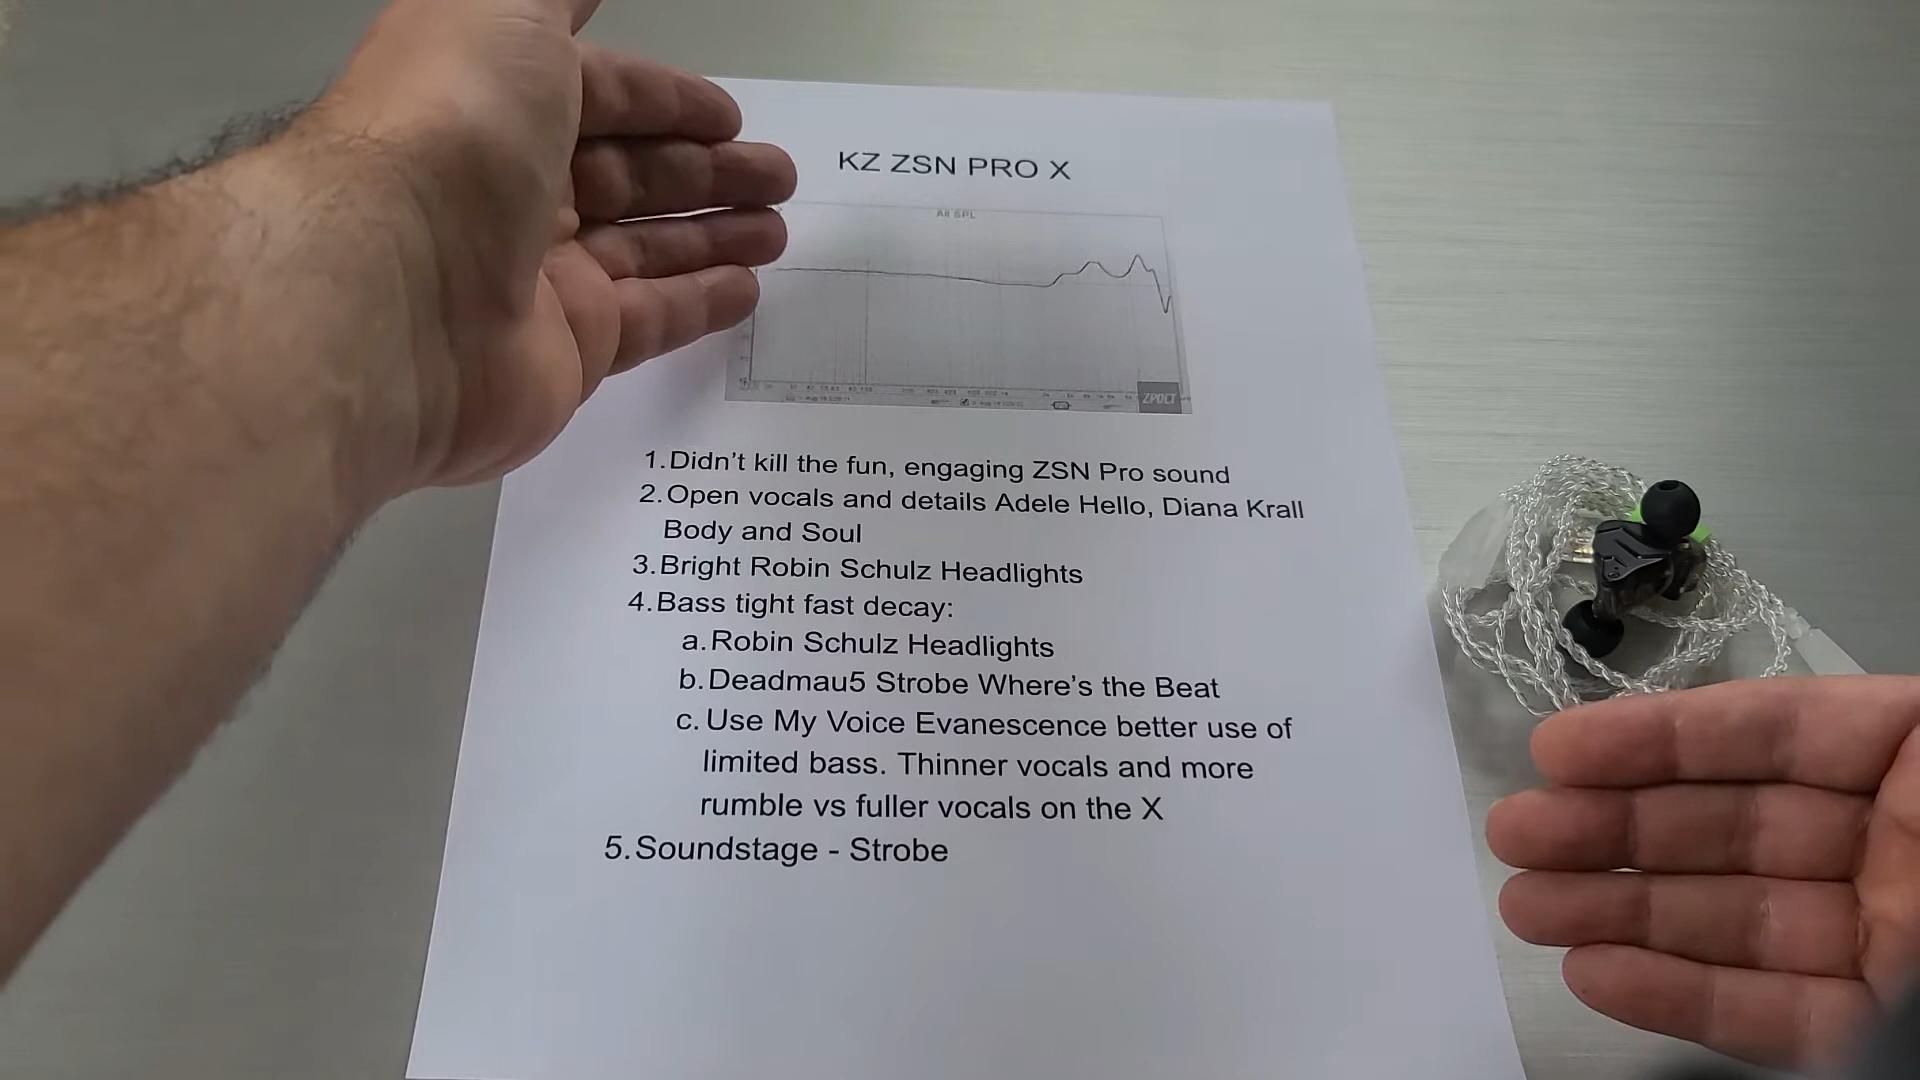 KZ ZSN PRO X
All SPL
ZPOLT
1.Didn't kill the fun, engaging ZSN Pro sound
2.Open vocals and details Adele Hello, Diana Krall
Body and Soul
3.Bright Robin Schulz Headlights
4.Bass tight fast decay:
a.Robin Schulz Headlights
b.Deadmau5 Strobe Where's the Beat
c.Use My Voice Evanescence better use of
limited bass. Thinner vocals and more
rumble vs fuller vocals on the X
5.Soundstage - Strobe